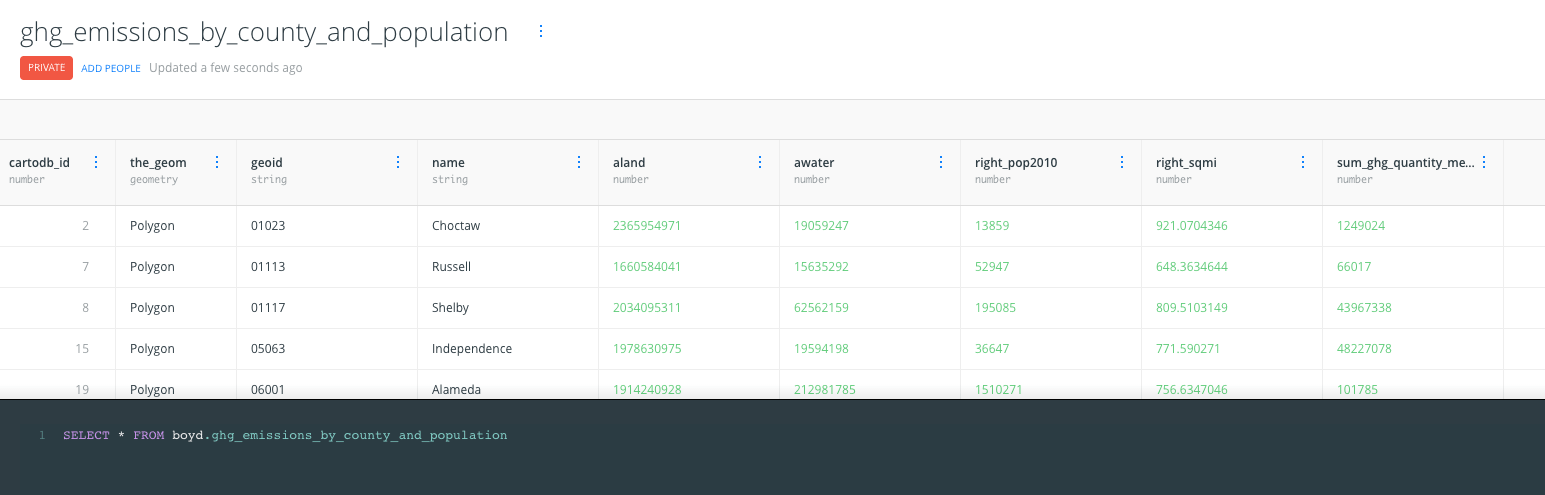 ghg_emissions_by_county_and_population
PRIVATE ADD PEOPLE Updated a few seconds ago
cartodb_id the_geom geoid name aland awater right_pop2010 right_sqmi sum_ghg_quantity_me...
number geometry string string number number number number number
2 Polygon 01023 Choctaw 2365954971 19059247 13859 921.0704346 1249024
7 Polygon 01113 Russell 1660584041 15635292 52947 648.3634644 66017
8 Polygon 01117 Shelby 2034095311 62562159 195085 809.5103149 43967338
15 Polygon 05063 Independence 1978630975 19594198 36647 771.590271 48227078
19 Polygon 06001 Alameda 1914240928 212981785 1510271 756.6347046 101785
1 SELECT * FROM boyd.ghg_emissions_by_county_and_population